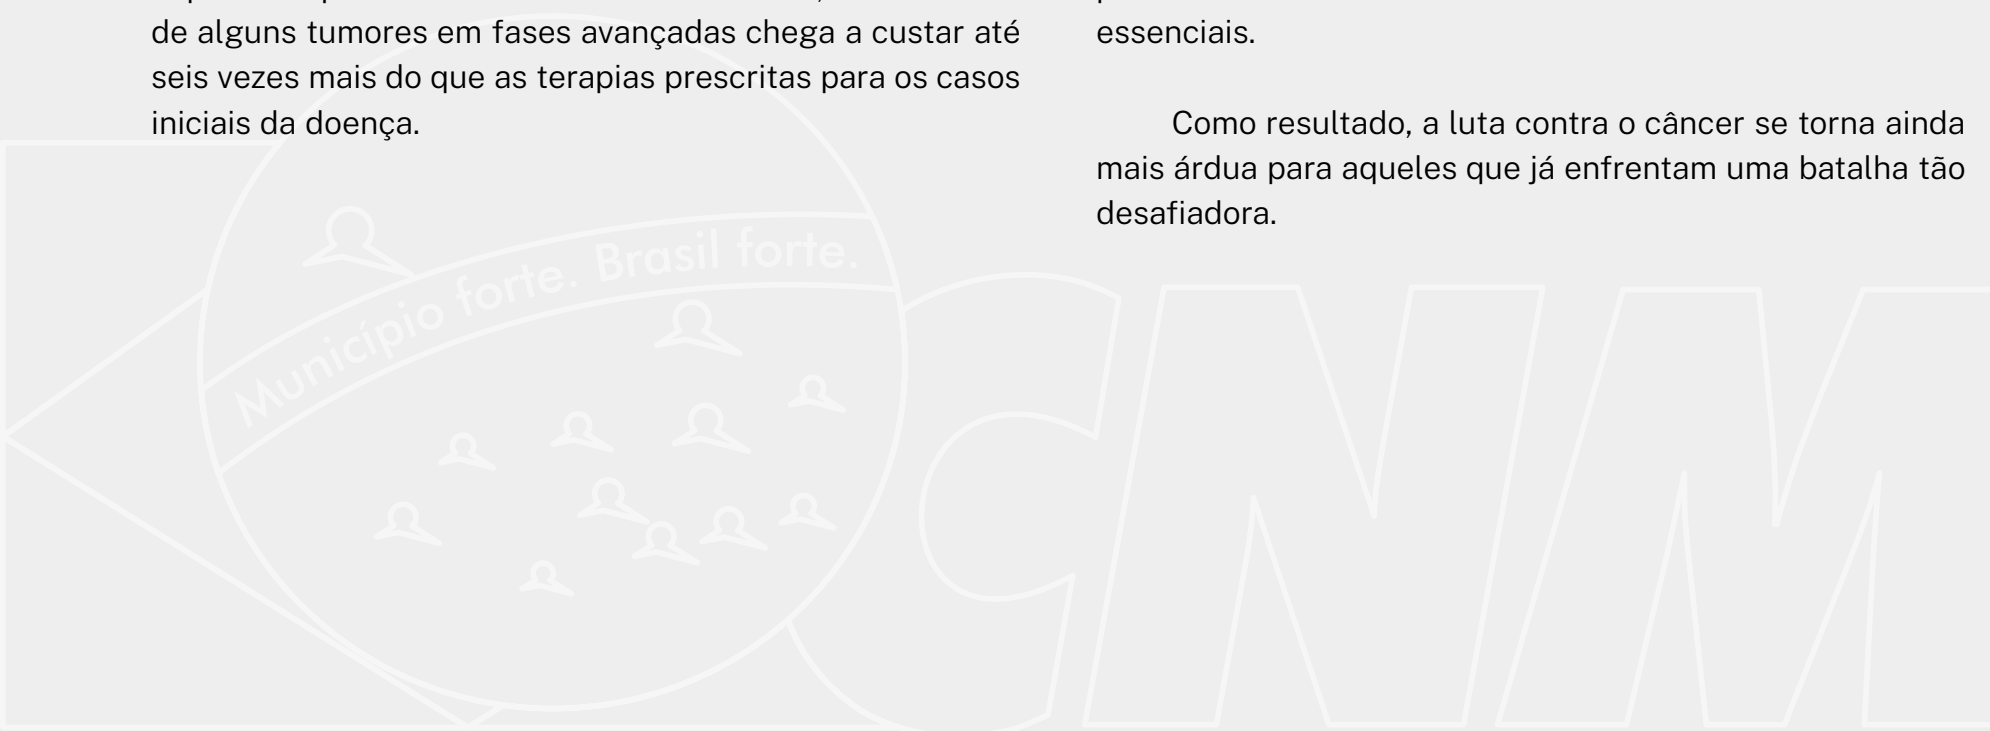 de alguns tumores em fases avançadas chega a custar até
seis vezes mais do que as terapias prescritas para os casos
iniciais da doença.
essenciais.
Como resultado, a luta contra o câncer se torna ainda
mais árdua para aqueles que já enfrentam uma batalha tão
desafiadora.
Município forte. Brasil forte.
CNM